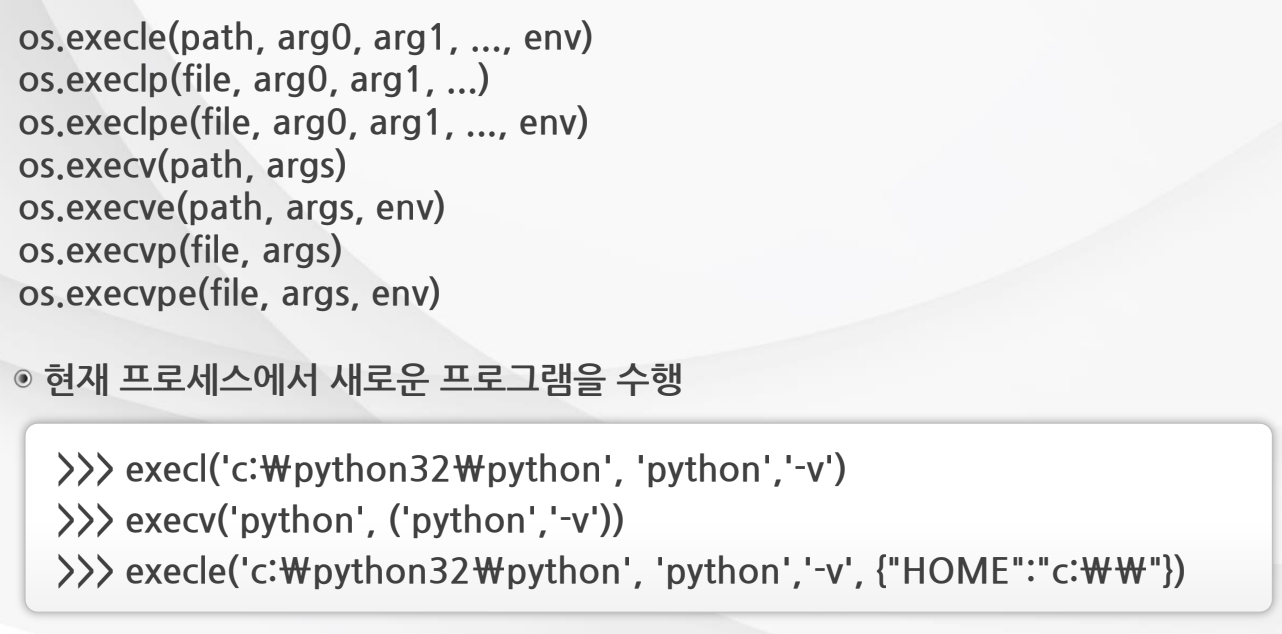 os.execle(path, arg0, arg1, ..., env)
os.execlp(file, arg0, arg1, ...)
os.execlpe(file, arg0, arg1, ..., env)
os.execv(path, args)
os.execve(path, args, env)
os.execvp(file, args)
os.execvpe(file, args, env)
현재 프로세스에서 새로운 프로그램을 수행
>>> execl('c:₩python32₩python', 'python','-v')
>>> execv('python', ('python','-v'))
>>> execle('c:₩python32₩python', 'python','-v', {"HOME":"c:₩₩"})